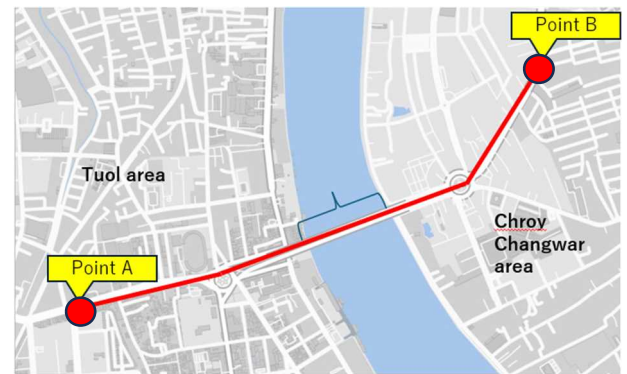 Point B
Tuol area
Chroy
Changwar
area
Point A